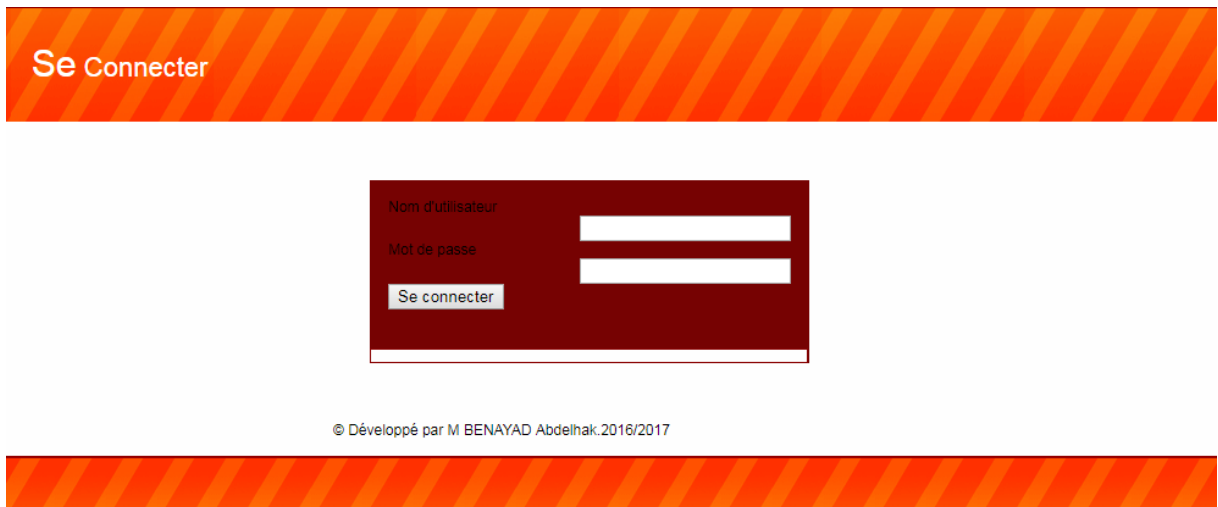 Se Connecter
Nom d'utilisateur
Mot de passe
Se connecter
© Développé par M BENAYAD Abdelhak.2016/2017